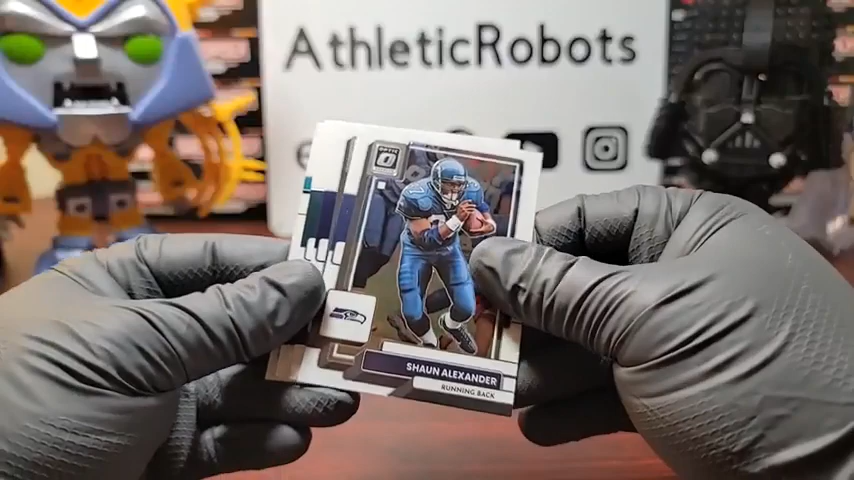 AthleticRobots
OPTIC
SHAUN ALEXANDER
RUNNING BACK